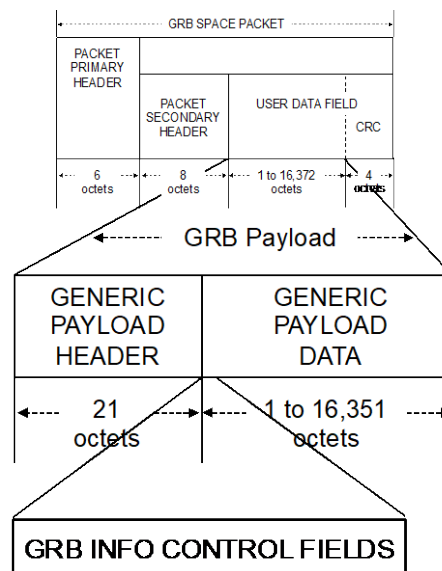 GRB SPACE PACKET
PACKET
PRIMARY
HEADER
PACKET
SECONDARY
HEADER
USER DATA FIELD
CRC
6
octets
8
octets
1 to 16,372
octets
4
octets
GRB Payload
GENERIC
PAYLOAD
HEADER
GENERIC
PAYLOAD
DATA
21
octets
1 to 16,351
octets
GRB INFO CONTROL FIELDS